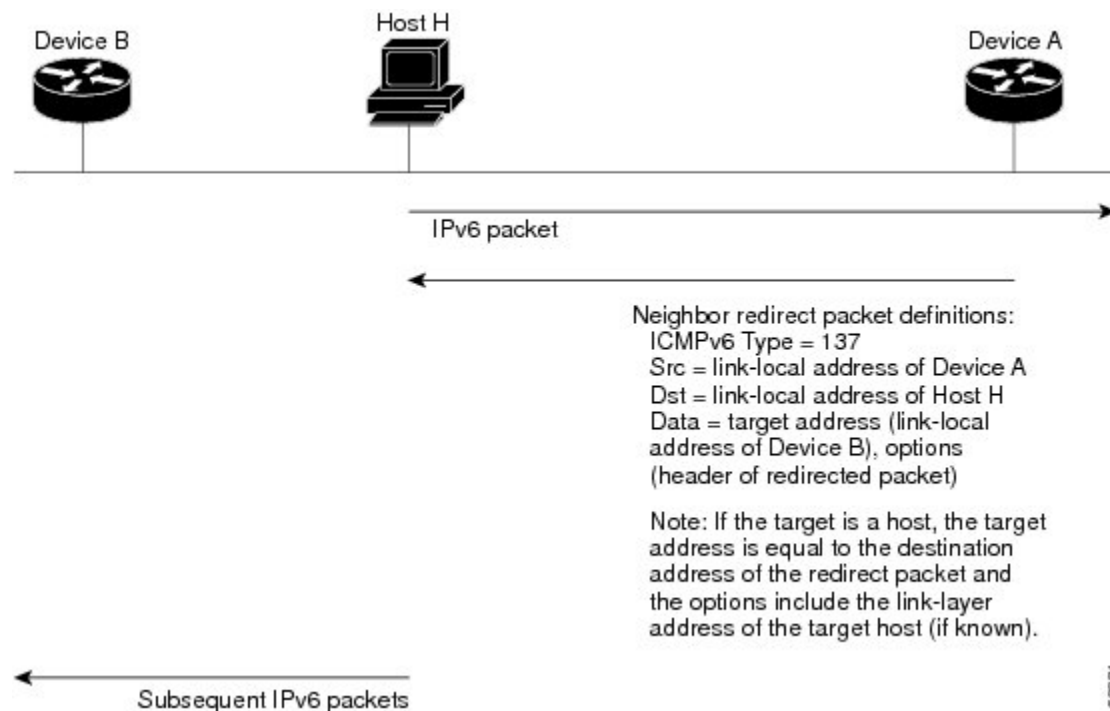 Host H
Device B
Device A
IPv6 packet
Neighbor redirect packet definitions:
ICMPv6 Type = 137
Src = link-local address of Device A
Dst = link-local address of Host H
Data = target address (link-local
address of Device B), options
(header of redirected packet)
Note: If the target is a host, the target
address is equal to the destination
address of the redirect packet and
the options include the link-layer
address of the target host (if known).
Subsequent IPv6 packets